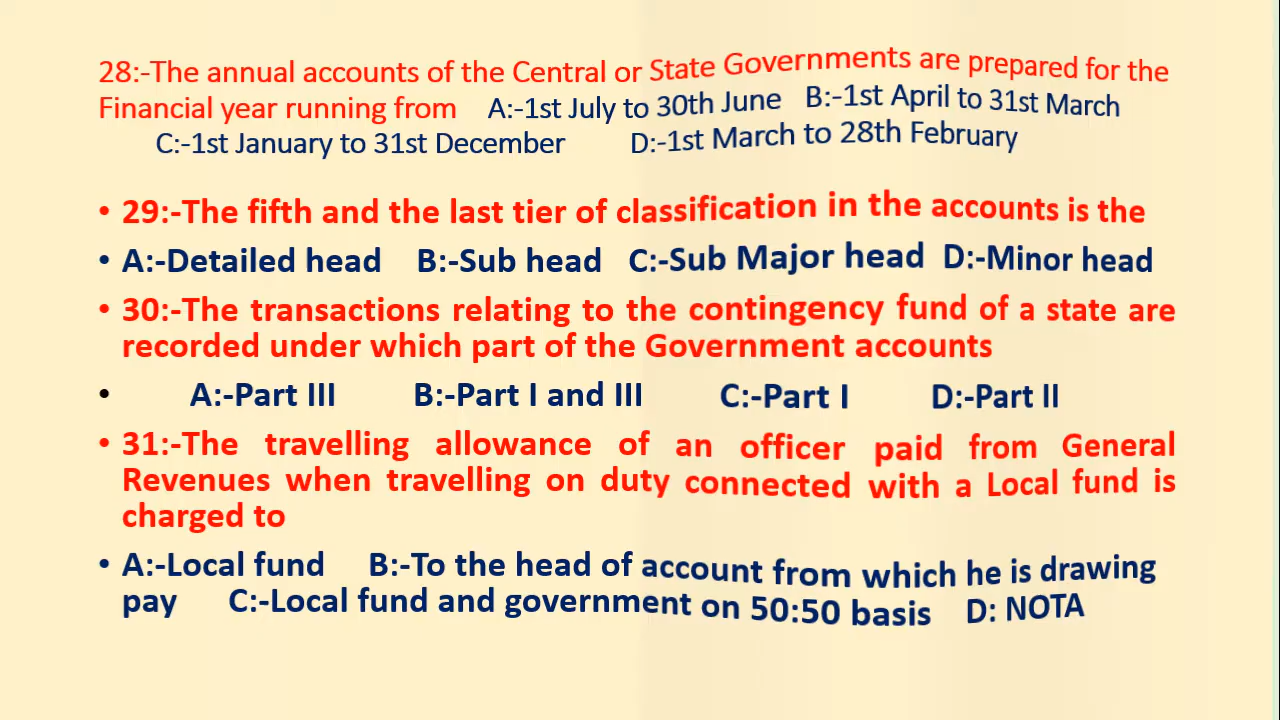 28:-The annual accounts of the Central or State Governments are prepared for the
Financial year running from A:-1st July to 30th June B:-1st April to 31st March
C:-1st January to 31st December D:-1st March to 28th February
• 29:-The fifth and the last tier of classification in the accounts is the
• A:-Detailed head B:-Sub head C:-Sub Major head D:-Minor head
• 30:-The transactions relating to the contingency fund of a state are
recorded under which part of the Government accounts
• A:-Part III B:-Part I and III C:-Part I D:-Part II
• 31:-The travelling allowance of an officer paid from General
Revenues when travelling on duty connected with a Local fund is
charged to
• A:-Local fund B:-To the head of account from which he is drawing
pay C:-Local fund and government on 50:50 basis D: NOTA